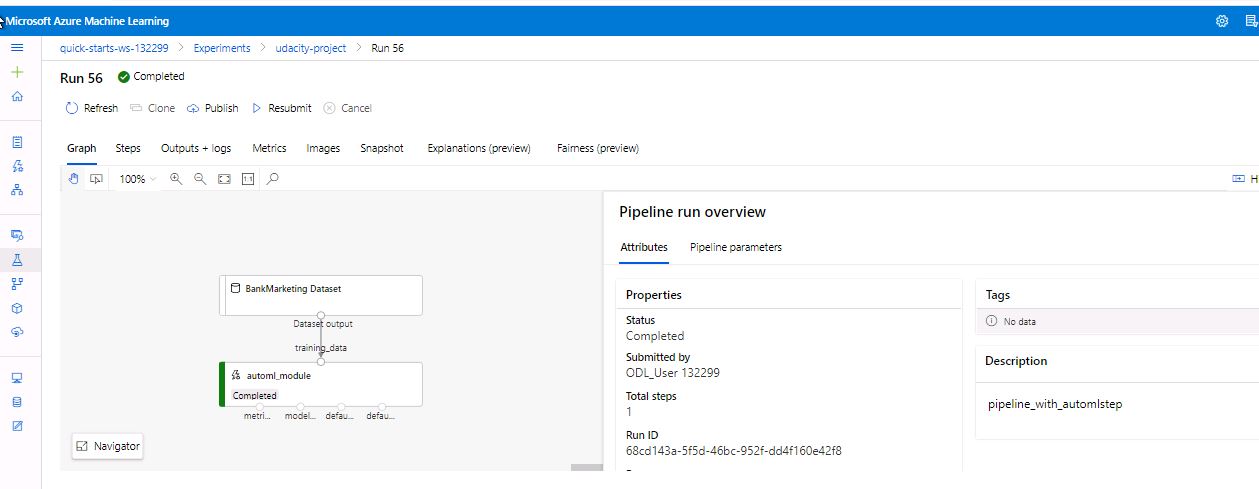 Microsoft Azure Machine Learning
quick-starts-ws-132299 > Experiments > udacity-project > Run 56
Run 56 Completed
Refresh Clone Publish Resubmit Cancel
Graph Steps Outputs + logs Metrics Images Snapshot Explanations (preview) Fairness (preview)
100% 1:1 H
BankMarketing Dataset
Dataset output
training_data
automl_module
Completed
metri... model... defau... defau...
Navigator
Pipeline run overview
Attributes Pipeline parameters
Properties
Status
Completed
Submitted by
ODL_User 132299
Total steps
1
Run ID
68cd143a-5f5d-46bc-952f-dd4f160e42f8
Tags
No data
Description
pipeline_with_automlstep